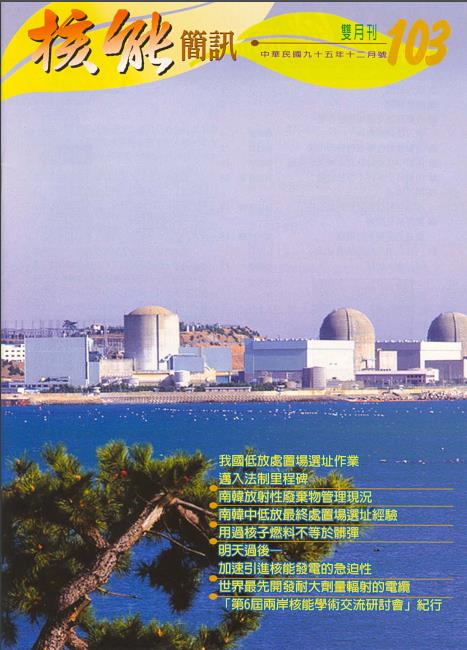 核能簡訊
雙月刊
中華民國九十五年十二月號
103
我國低放處置場選址作業
邁入法制里程碑
南韓放射性廢棄物管理現況
南韓中低放最終處置場選址經驗
用過核子燃料不等於髒彈
明天過後—
加速引進核能發電的急迫性
世界最先開發耐大劑量輻射的電纜
「第6屆兩岸核能學術交流研討會」紀行